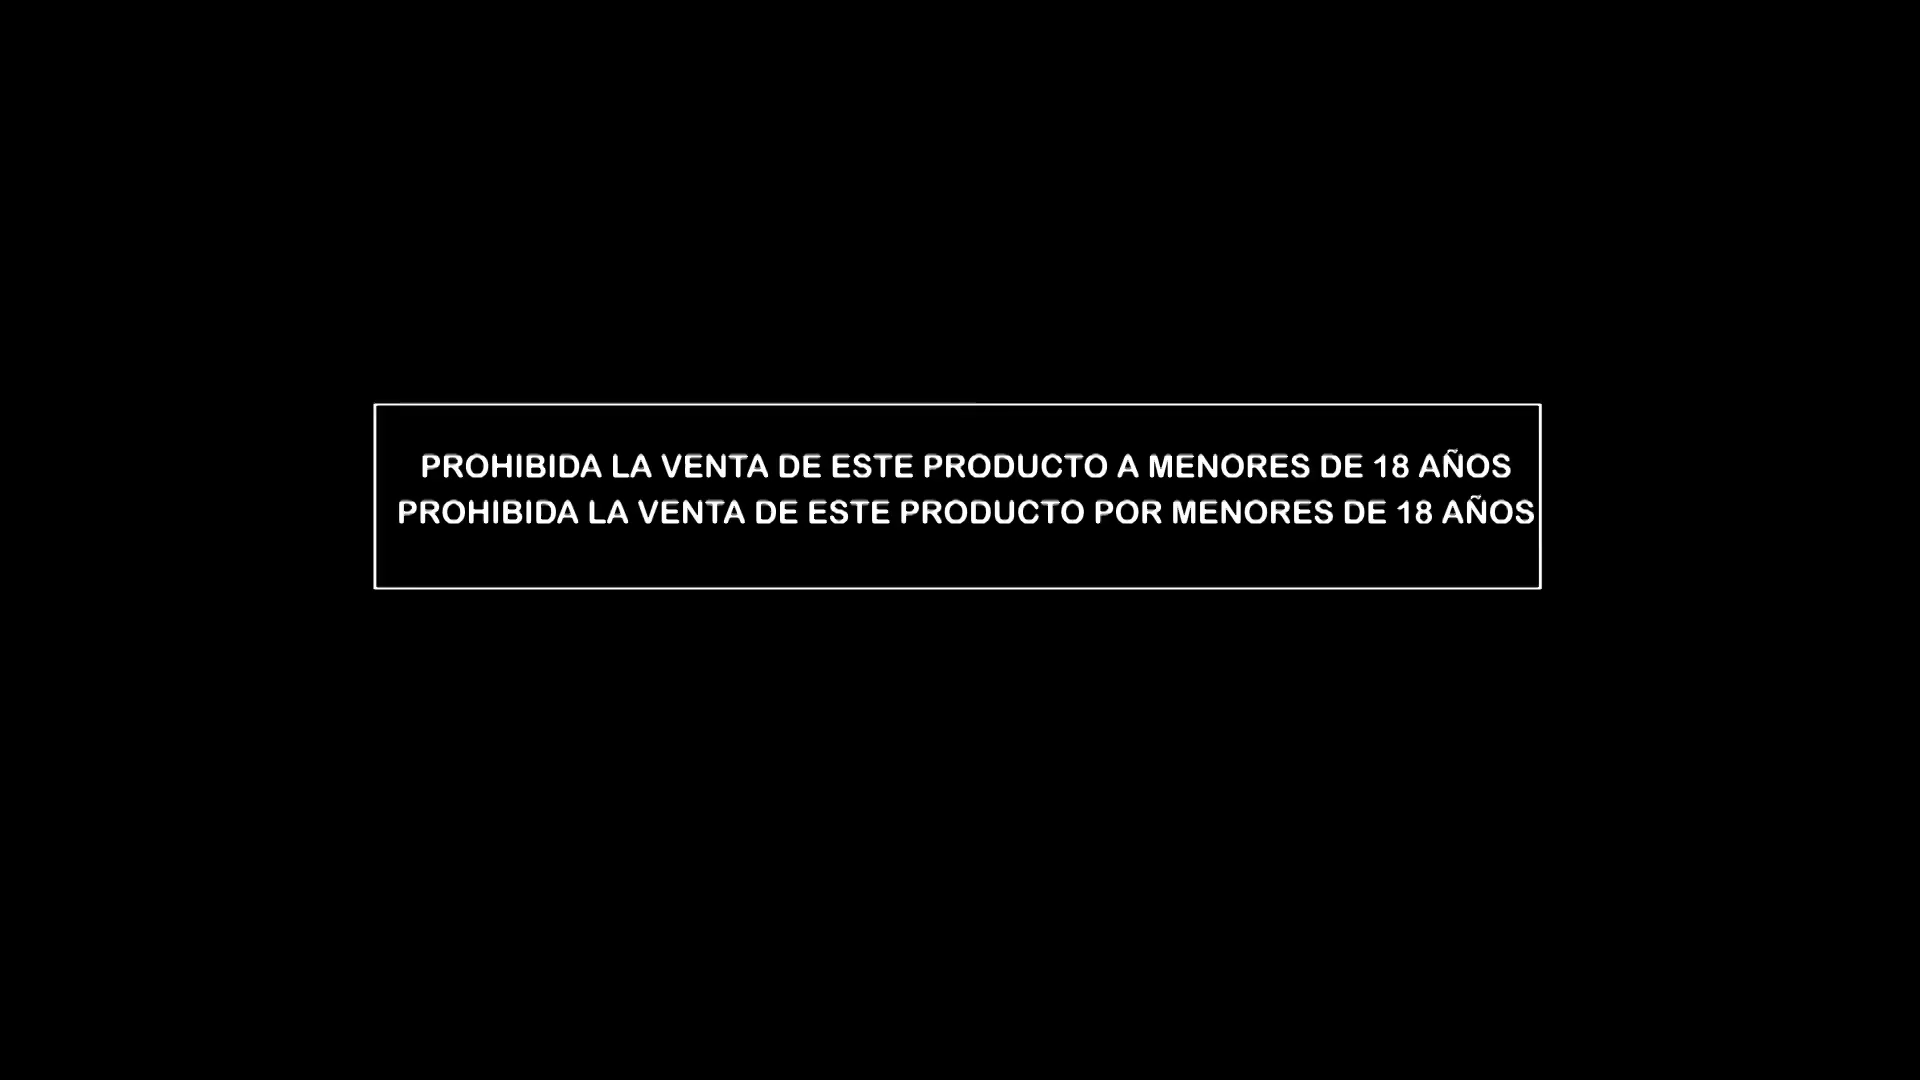 PROHIBIDA LA VENTA DE ESTE PRODUCTO A MENORES DE 18 AÑOS
PROHIBIDA LA VENTA DE ESTE PRODUCTO POR MENORES DE 18 AÑOS